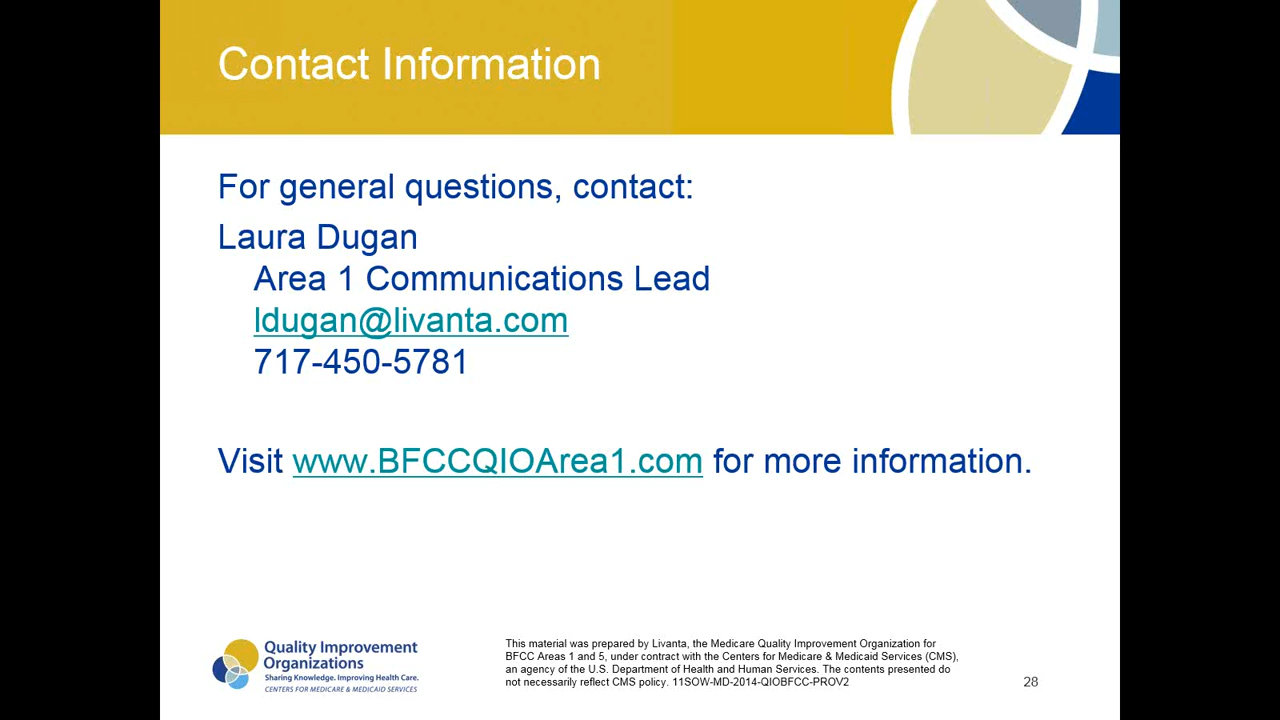 Contact Information
For general questions, contact:
Laura Dugan
Area 1 Communications Lead
ldugan@livanta.com
717-450-5781
Visit www.BFCCQIOArea1.com for more information.
Quality Improvement
Organizations
Sharing Knowledge. Improving Health Care.
CENTERS FOR MEDICARE & MEDICAID SERVICES
This material was prepared by Livanta, the Medicare Quality Improvement Organization for
BFCC Areas 1 and 5, under contract with the Centers for Medicare & Medicaid Services (CMS),
an agency of the U.S. Department of Health and Human Services. The contents presented do
not necessarily reflect CMS policy. 11SOW-MD-2014-QIOBFCC-PROV2
28